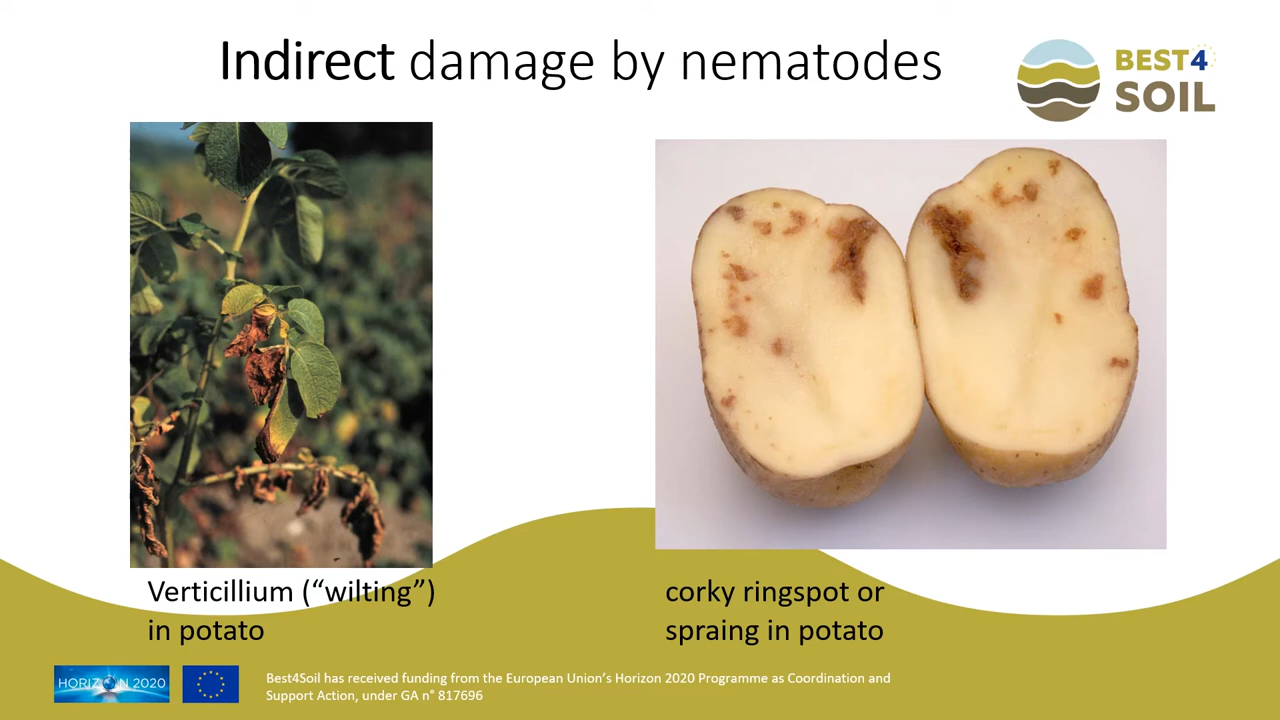 Indirect damage by nematodes
BEST4
SOIL
Verticillium (“wilting”)
in potato
corky ringspot or
spraing in potato
HORIZON 2020
Best4Soil has received funding from the European Union’s Horizon 2020 Programme as Coordination and
Support Action, under GA n° 817696